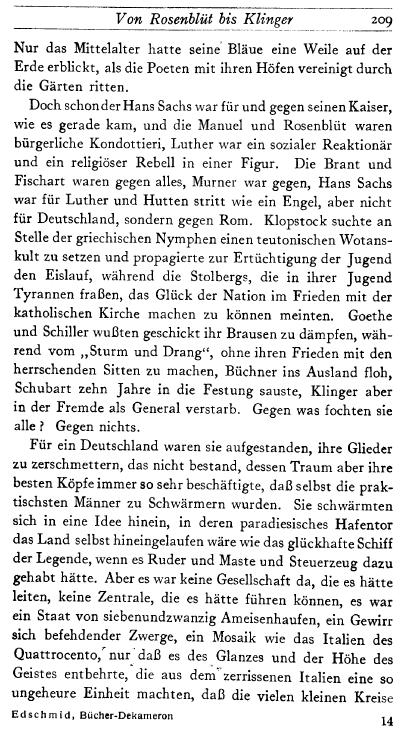 Von Rosenblüt bis Klinger 209
Nur das Mittelalter hatte seine Bläue eine Weile auf der
Erde erblickt, als die Poeten mit ihren Höfen vereinigt durch
die Gärten ritten.
Doch schon der Hans Sachs war für und gegen seinen Kaiser,
wie es gerade kam, und die Manuel und Rosenblüt waren
bürgerliche Kondottieri, Luther war ein sozialer Reaktionär
und ein religiöser Rebell in einer Figur. Die Brant und
Fischart waren gegen alles, Murner war gegen, Hans Sachs
war für Luther und Hutten stritt wie ein Engel, aber nicht
für Deutschland, sondern gegen Rom. Klopstock suchte an
Stelle der griechischen Nymphen einen teutonischen Wotans-
kult zu setzen und propagierte zur Ertüchtigung der Jugend
den Eislauf, während die Stolbergs, die in ihrer Jugend
Tyrannen fraßen, das Glück der Nation im Frieden mit der
katholischen Kirche machen zu können meinten. Goethe
und Schiller wußten geschickt ihr Brausen zu dämpfen, wäh-
rend vom „Sturm und Drang“, ohne ihren Frieden mit den
herrschenden Sitten zu machen, Büchner ins Ausland floh,
Schubart zehn Jahre in die Festung sauste, Klinger aber
in der Fremde als General verstarb. Gegen was fochten sie
alle? Gegen nichts.
Für ein Deutschland waren sie aufgestanden, ihre Glieder
zu zerschmettern, das nicht bestand, dessen Traum aber ihre
besten Köpfe immer so sehr beschäftigte, daß selbst die prak-
tischsten Männer zu Schwärmern wurden. Sie schwärmten
sich in eine Idee hinein, in deren paradiesisches Hafentor
das Land selbst hineingelaufen wäre wie das glückhafte Schiff
der Legende, wenn es Ruder und Maste und Steuerzeug dazu
gehabt hätte. Aber es war keine Gesellschaft da, die es hätte
leiten, keine Zentrale, die es hätte führen können, es war
ein Staat von siebenundzwanzig Ameisenhaufen, ein Gewirr
sich befehdender Zwerge, ein Mosaik wie das Italien des
Quattrocento, nur daß es des Glanzes und der Höhe des
Geistes entbehrte, die aus dem zerrissenen Italien eine so
ungeheure Einheit machten, daß die vielen kleinen Kreise
Edschmid, Bücher-Dekameron 14